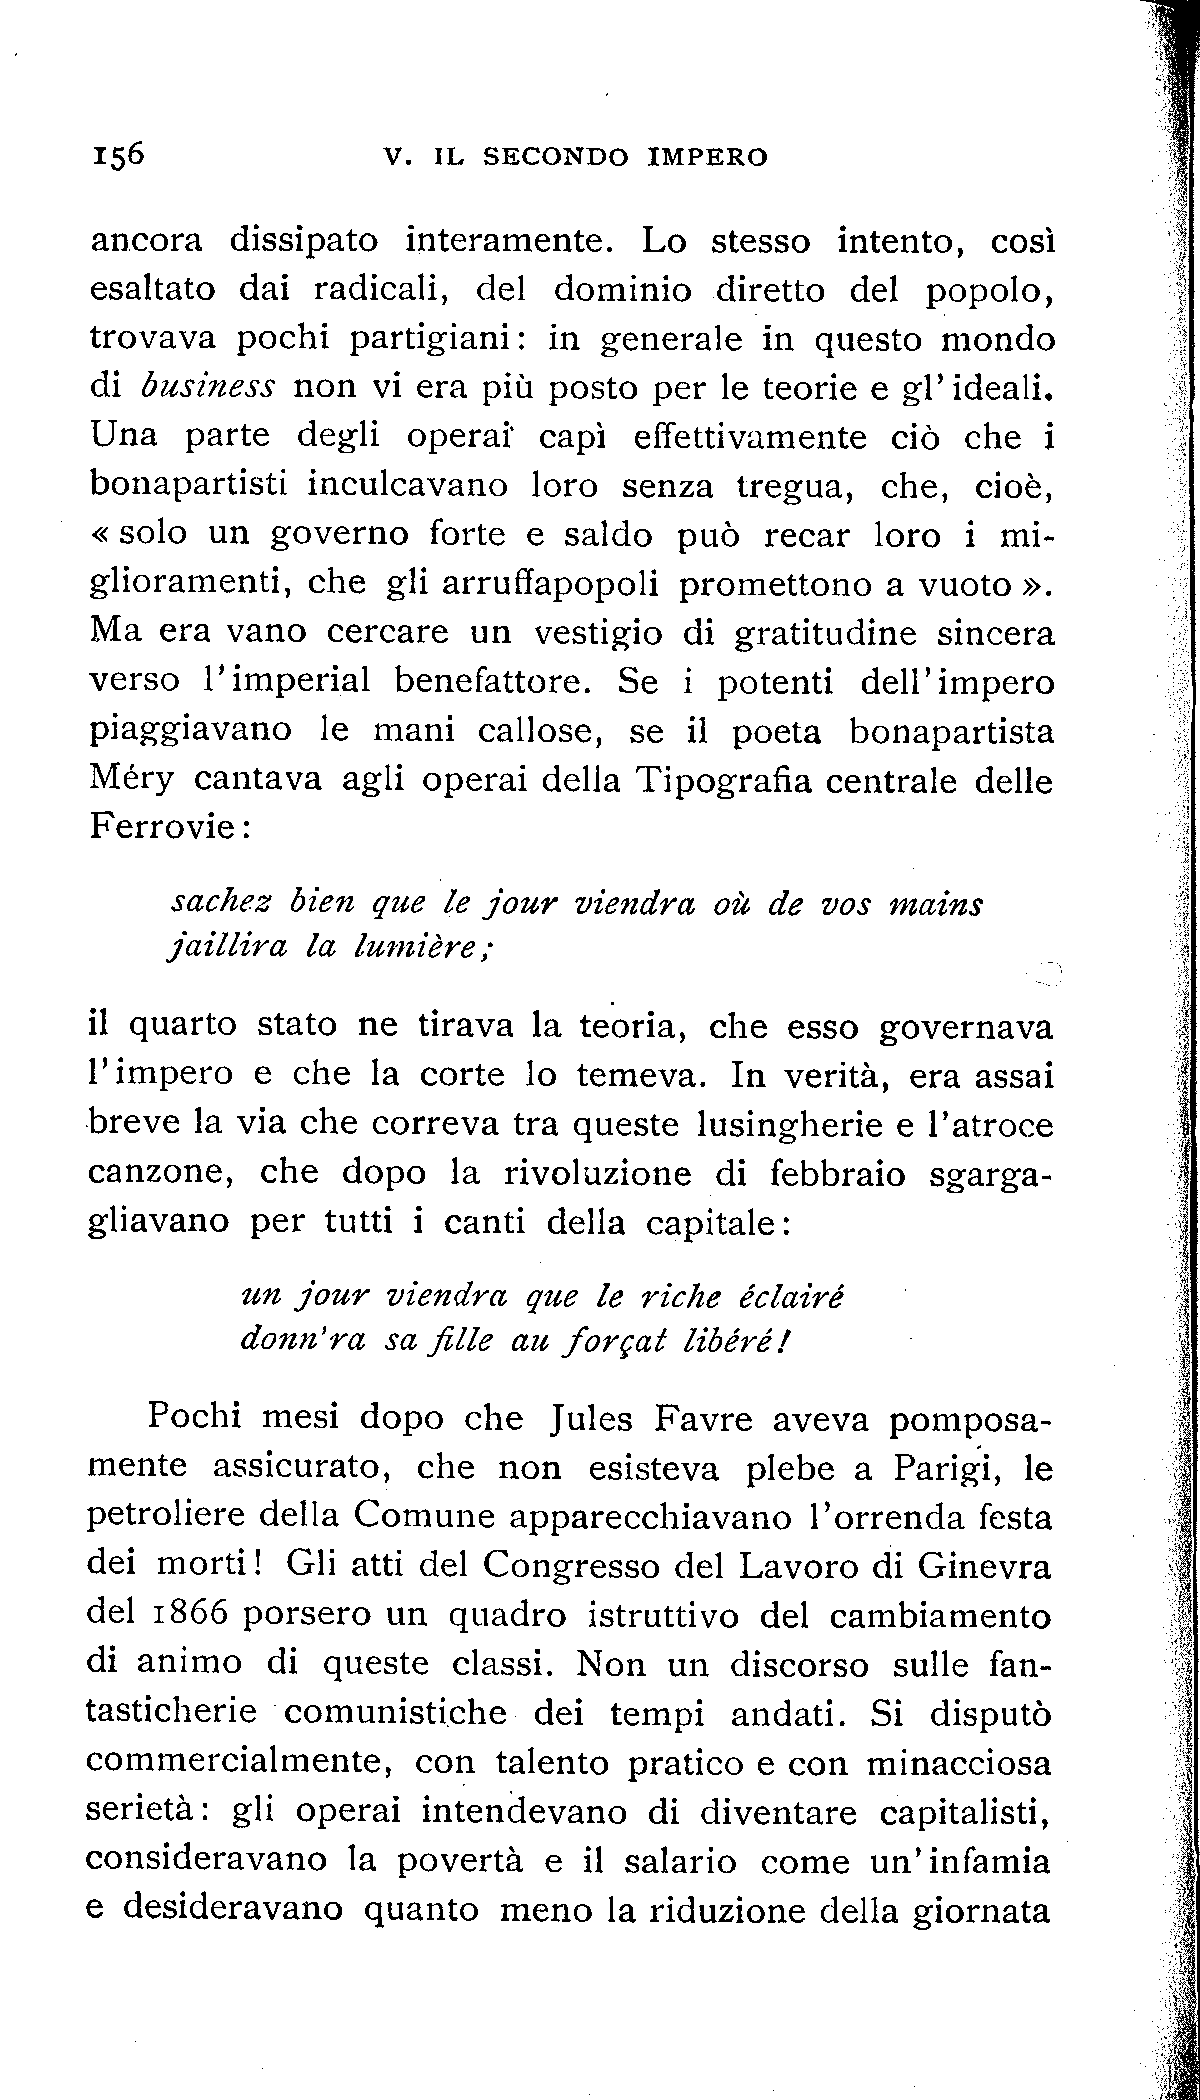 156 V. IL SECONDO IMPERO
ancora dissipato interamente. Lo stesso intento, così
esaltato dai radicali, del dominio diretto del popolo,
trovava pochi partigiani: in generale in questo mondo
di business non vi era più posto per le teorie e gl' ideali.
Una parte degli operai capì effettivamente ciò che i
bonapartisti inculcavano loro senza tregua, che, cioè,
« solo un governo forte e saldo può recar loro i mi-
glioramenti, che gli arruffapopoli promettono a vuoto ».
Ma era vano cercare un vestigio di gratitudine sincera
verso l' imperial benefattore. Se i potenti dell' impero
piaggiavano le mani callose, se il poeta bonapartista
Méry cantava agli operai della Tipografia centrale delle
Ferrovie:
sachez bien que le jour viendra où de vos mains
jaillira la lumière;
il quarto stato ne tirava la teoria, che esso governava
l' impero e che la corte lo temeva. In verità, era assai
breve la via che correva tra queste lusingherie e l'atroce
canzone, che dopo la rivoluzione di febbraio sgarga-
gliavano per tutti i canti della capitale:
un jour viendra que le riche éclairé
donn'ra sa fille au forçat libéré!
Pochi mesi dopo che Jules Favre aveva pomposa-
mente assicurato, che non esisteva plebe a Parigi, le
petroliere della Comune apparecchiavano l'orrenda festa
dei morti! Gli atti del Congresso del Lavoro di Ginevra
del 1866 porsero un quadro istruttivo del cambiamento
di animo di queste classi. Non un discorso sulle fan-
tasticherie comunistiche dei tempi andati. Si disputò
commercialmente, con talento pratico e con minacciosa
serietà: gli operai intendevano di diventare capitalisti,
consideravano la povertà e il salario come un' infamia
e desideravano quanto meno la riduzione della giornata